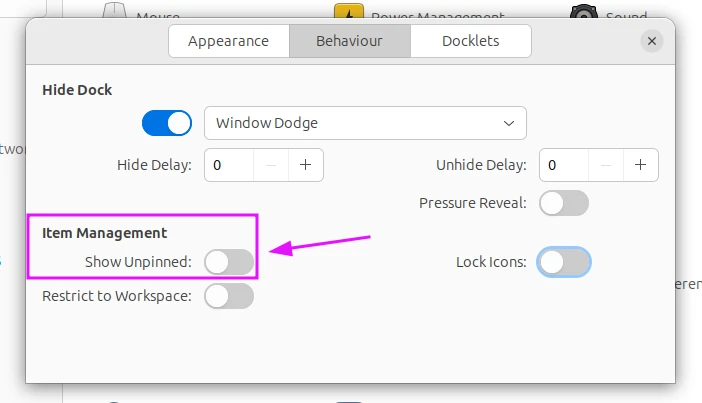 Mouse
Power Management
Sound
Appearance
Behaviour
Docklets
Hide Dock
Window Dodge
Hide Delay:
0
Unhide Delay:
0
Pressure Reveal:
Item Management
Show Unpinned:
Lock Icons:
Restrict to Workspace: